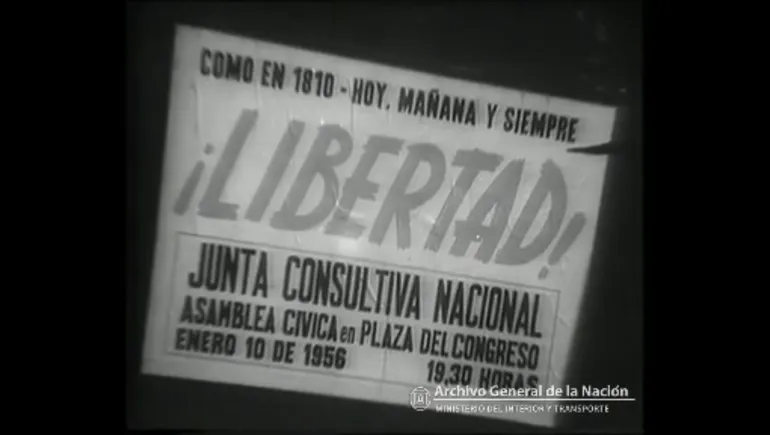 COMO EN 1810 - HOY, MAÑANA Y SIEMPRE
¡LIBERTAD!
JUNTA CONSULTIVA NACIONAL
ASAMBLEA CIVICA en PLAZA DEL CONGRESO
ENERO 10 DE 1956 19,30 HORAS
Archivo General de la Nación
MINISTERIO DEL INTERIOR Y TRANSPORTE